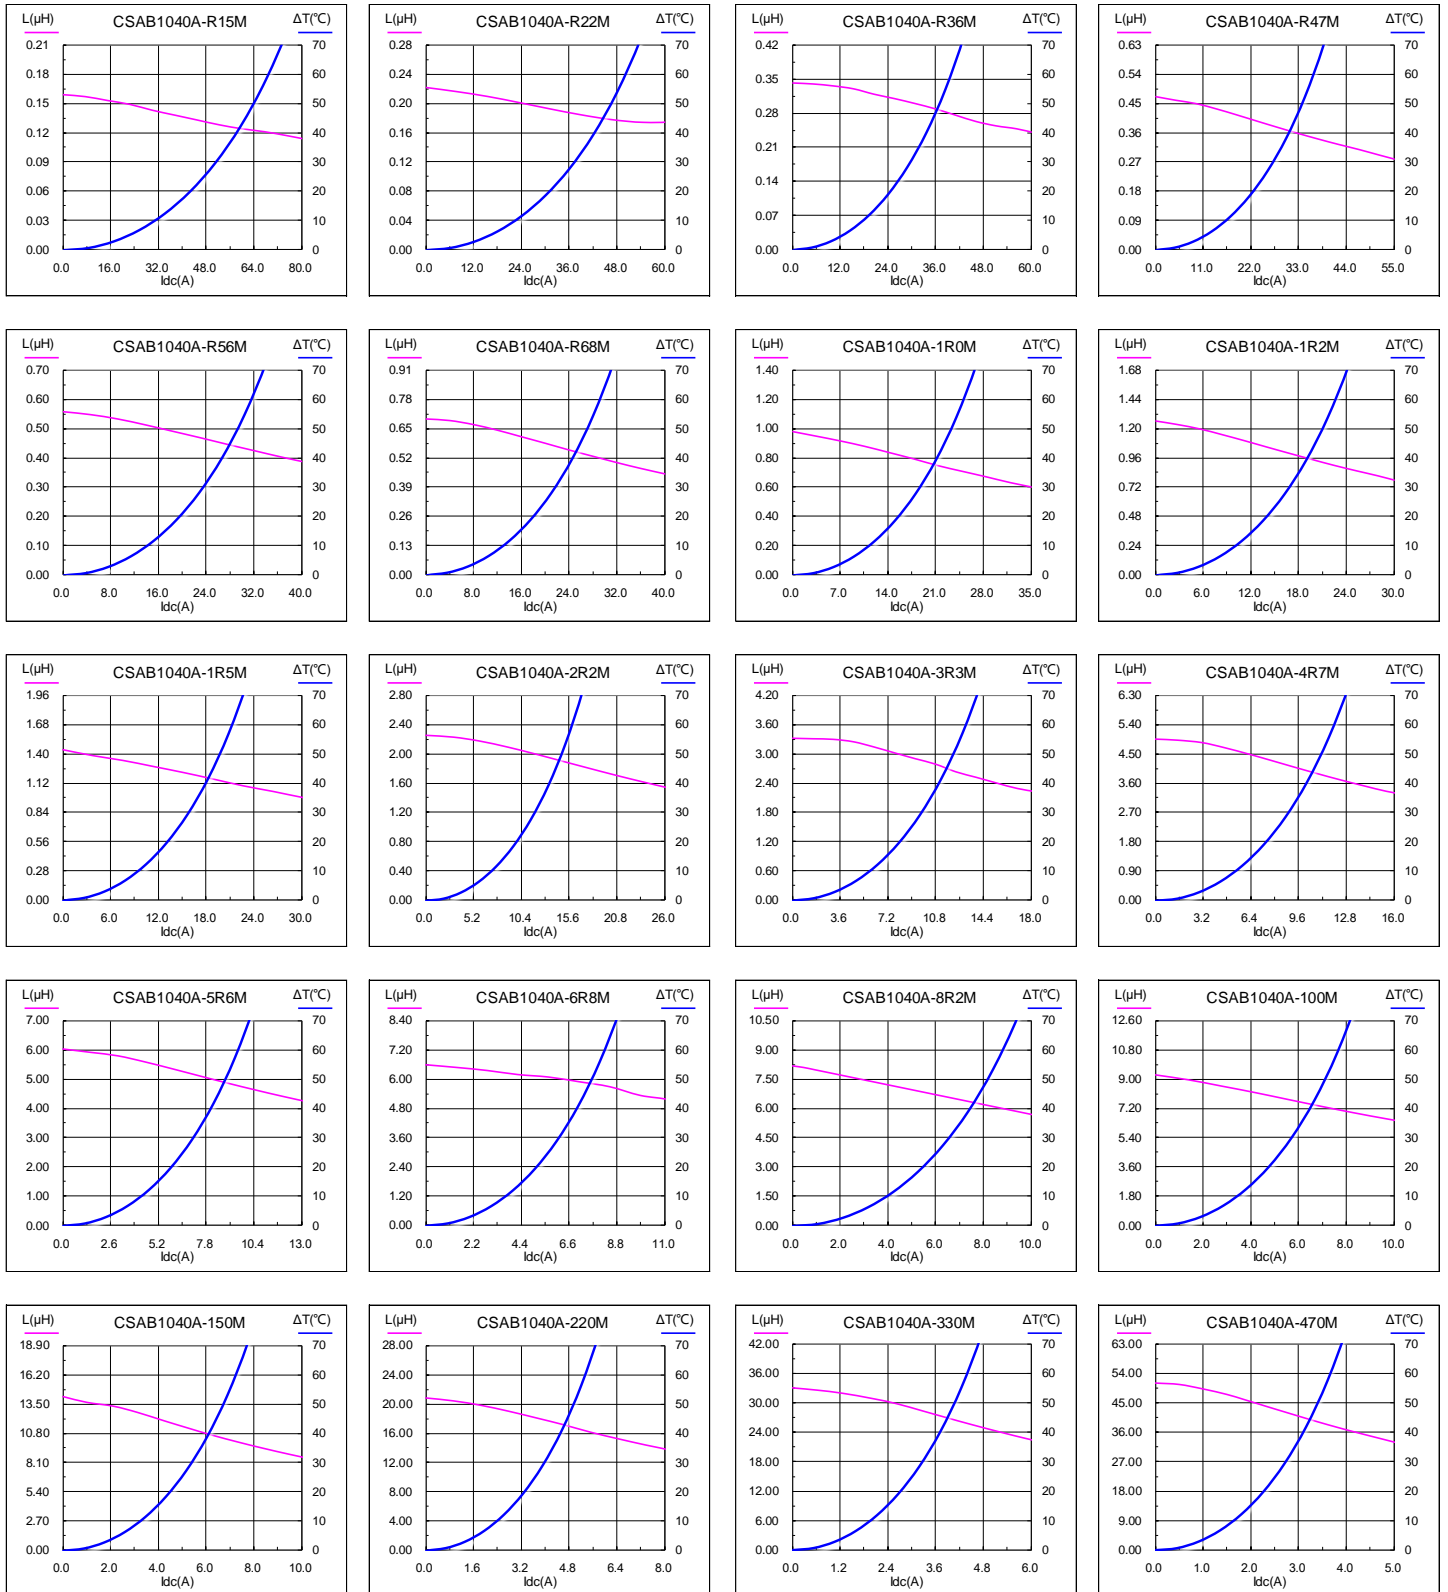 L(μH) CSAB1040A-R15M ΔT(℃)
0.21 70
0.18 60
0.15 50
0.12 40
0.09 30
0.06 20
0.03 10
0.00 0
0.0 16.0 32.0 48.0 64.0 80.0
Idc(A)
L(μH) CSAB1040A-R22M ΔT(℃)
0.28 70
0.24 60
0.20 50
0.16 40
0.12 30
0.08 20
0.04 10
0.00 0
0.0 12.0 24.0 36.0 48.0 60.0
Idc(A)
L(μH) CSAB1040A-R36M ΔT(℃)
0.42 70
0.35 60
0.28 50
0.21 40
0.14 30
0.07 20
0.00 10
0
0.0 12.0 24.0 36.0 48.0 60.0
Idc(A)
L(μH) CSAB1040A-R47M ΔT(℃)
0.63 70
0.54 60
0.45 50
0.36 40
0.27 30
0.18 20
0.09 10
0.00 0
0.0 11.0 22.0 33.0 44.0 55.0
Idc(A)
L(μH) CSAB1040A-R56M ΔT(℃)
0.70 70
0.60 60
0.50 50
0.40 40
0.30 30
0.20 20
0.10 10
0.00 0
0.0 8.0 16.0 24.0 32.0 40.0
Idc(A)
L(μH) CSAB1040A-R68M ΔT(℃)
0.91 70
0.78 60
0.65 50
0.52 40
0.39 30
0.26 20
0.13 10
0.00 0
0.0 8.0 16.0 24.0 32.0 40.0
Idc(A)
L(μH) CSAB1040A-1R0M ΔT(℃)
1.40 70
1.20 60
1.00 50
0.80 40
0.60 30
0.40 20
0.20 10
0.00 0
0.0 7.0 14.0 21.0 28.0 35.0
Idc(A)
L(μH) CSAB1040A-1R2M ΔT(℃)
1.68 70
1.44 60
1.20 50
0.96 40
0.72 30
0.48 20
0.24 10
0.00 0
0.0 6.0 12.0 18.0 24.0 30.0
Idc(A)
L(μH) CSAB1040A-1R5M ΔT(℃)
1.96 70
1.68 60
1.40 50
1.12 40
0.84 30
0.56 20
0.28 10
0.00 0
0.0 6.0 12.0 18.0 24.0 30.0
Idc(A)
L(μH) CSAB1040A-2R2M ΔT(℃)
2.80 70
2.40 60
2.00 50
1.60 40
1.20 30
0.80 20
0.40 10
0.00 0
0.0 5.2 10.4 15.6 20.8 26.0
Idc(A)
L(μH) CSAB1040A-3R3M ΔT(℃)
4.20 70
3.60 60
3.00 50
2.40 40
1.80 30
1.20 20
0.60 10
0.00 0
0.0 3.6 7.2 10.8 14.4 18.0
Idc(A)
L(μH) CSAB1040A-4R7M ΔT(℃)
6.30 70
5.40 60
4.50 50
3.60 40
2.70 30
1.80 20
0.90 10
0.00 0
0.0 3.2 6.4 9.6 12.8 16.0
Idc(A)
L(μH) CSAB1040A-5R6M ΔT(℃)
7.00 70
6.00 60
5.00 50
4.00 40
3.00 30
2.00 20
1.00 10
0.00 0
0.0 2.6 5.2 7.8 10.4 13.0
Idc(A)
L(μH) CSAB1040A-6R8M ΔT(℃)
8.40 70
7.20 60
6.00 50
4.80 40
3.60 30
2.40 20
1.20 10
0.00 0
0.0 2.2 4.4 6.6 8.8 11.0
Idc(A)
L(μH) CSAB1040A-8R2M ΔT(℃)
10.50 70
9.00 60
7.50 50
6.00 40
4.50 30
3.00 20
1.50 10
0.00 0
0.0 2.0 4.0 6.0 8.0 10.0
Idc(A)
L(μH) CSAB1040A-100M ΔT(℃)
12.60 70
10.80 60
9.00 50
7.20 40
5.40 30
3.60 20
1.80 10
0.00 0
0.0 2.0 4.0 6.0 8.0 10.0
Idc(A)
L(μH) CSAB1040A-150M ΔT(℃)
18.90 70
16.20 60
13.50 50
10.80 40
8.10 30
5.40 20
2.70 10
0.00 0
0.0 2.0 4.0 6.0 8.0 10.0
Idc(A)
L(μH) CSAB1040A-220M ΔT(℃)
28.00 70
24.00 60
20.00 50
16.00 40
12.00 30
8.00 20
4.00 10
0.00 0
0.0 1.6 3.2 4.8 6.4 8.0
Idc(A)
L(μH) CSAB1040A-330M ΔT(℃)
42.00 70
36.00 60
30.00 50
24.00 40
18.00 30
12.00 20
6.00 10
0.00 0
0.0 1.2 2.4 3.6 4.8 6.0
Idc(A)
L(μH) CSAB1040A-470M ΔT(℃)
63.00 70
54.00 60
45.00 50
36.00 40
27.00 30
18.00 20
9.00 10
0.00 0
0.0 1.0 2.0 3.0 4.0 5.0
Idc(A)